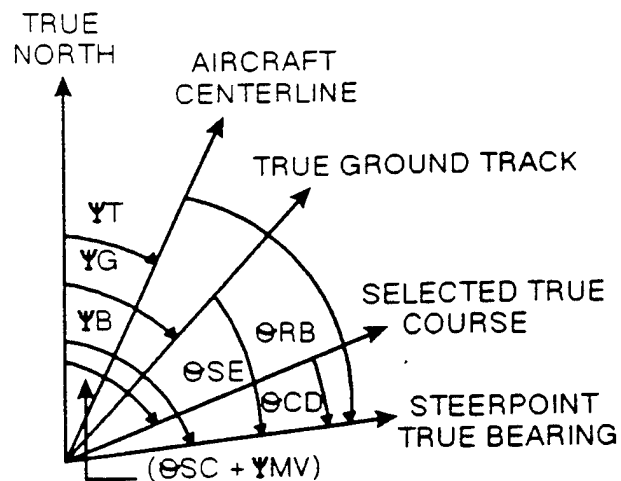 TRUE
NORTH
AIRCRAFT
CENTERLINE
TRUE GROUND TRACK
ΨT
ΨG
SELECTED TRUE
COURSE
ΨB
ΘRB
ΘSE
ΘCD
STEERPOINT
TRUE BEARING
(ΘSC + ΨMV)